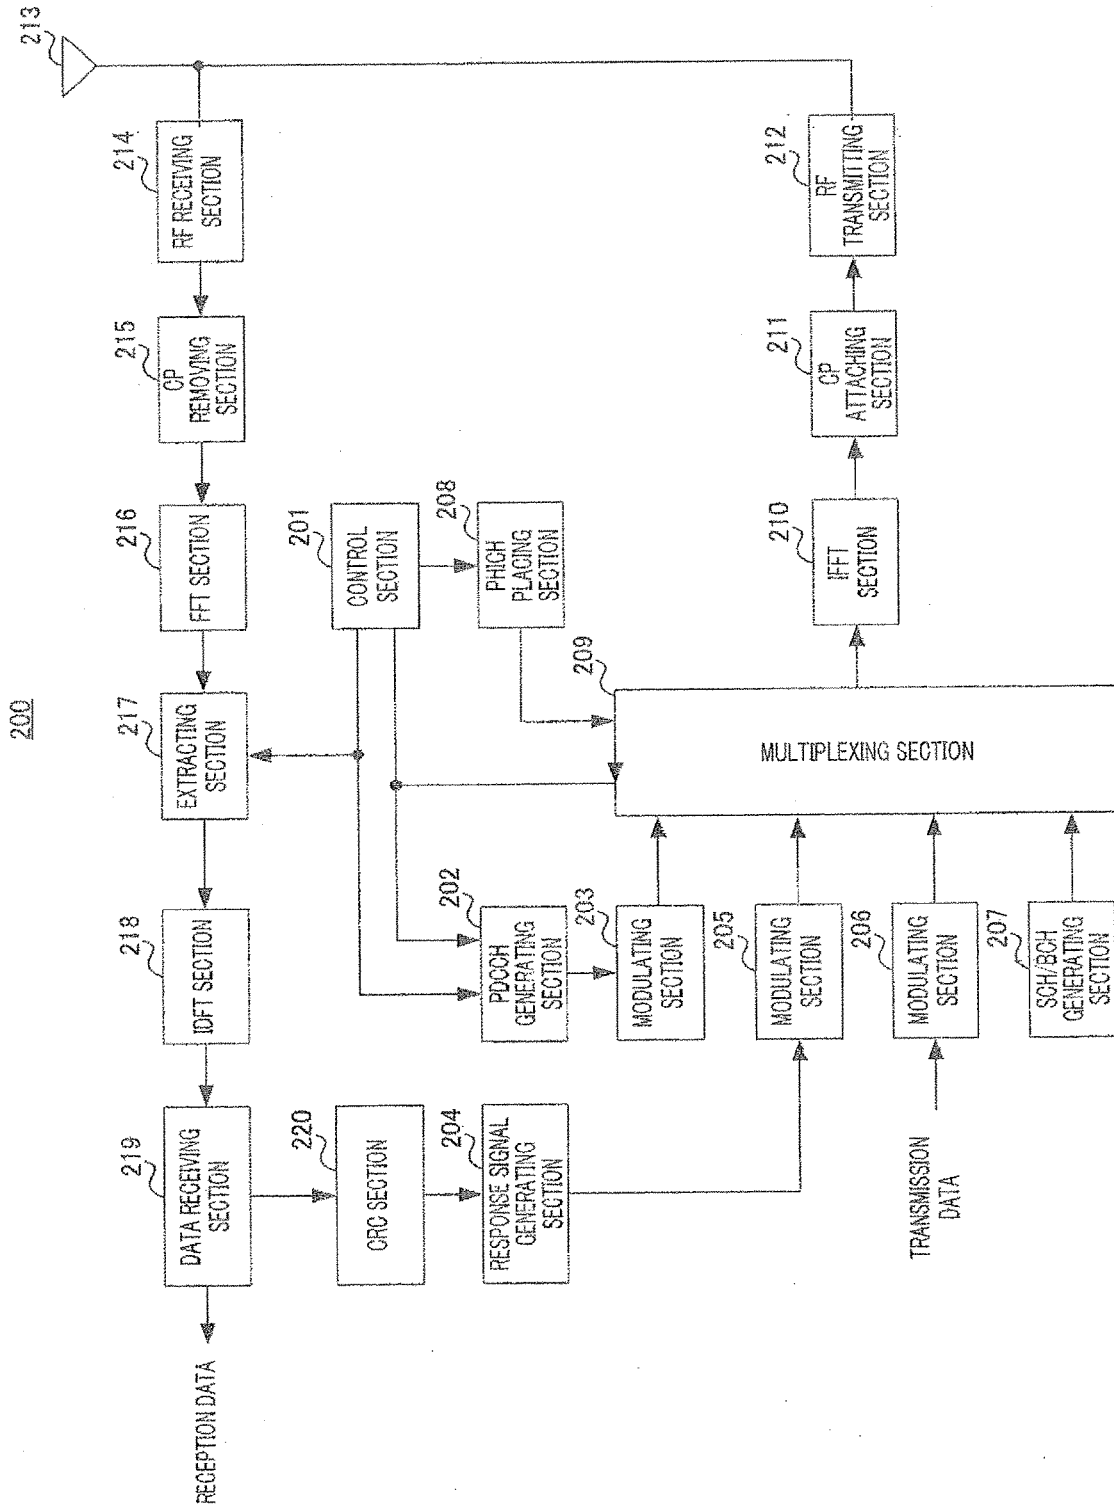 200
213
214
RF RECEIVING
SECTION
215
CP
REMOVING
SECTION
216
FFT SECTION
217
EXTRACTING
SECTION
218
IDFT SECTION
219
DATA RECEIVING
SECTION
RECEPTION DATA
201
CONTROL
SECTION
220
CRC SECTION
208
PHICH
PLACING
SECTION
202
PDCCH
GENERATING
SECTION
204
RESPONSE SIGNAL
GENERATING
SECTION
203
MODULATING
SECTION
209
MULTIPLEXING SECTION
205
MODULATING
SECTION
206
MODULATING
SECTION
TRANSMISSION
DATA
207
SCH/BCH
GENERATING
SECTION
210
IFFT
SECTION
211
CP
ATTACHING
SECTION
212
RF
TRANSMITTING
SECTION